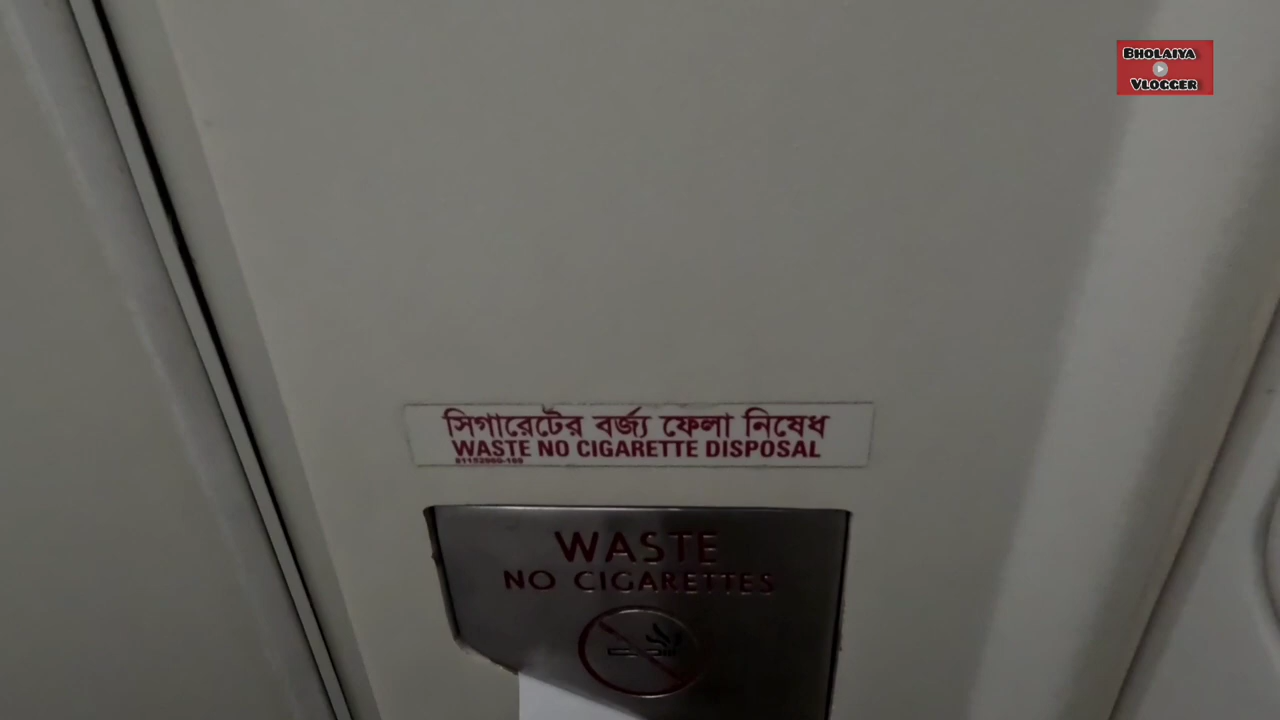 BHOLAIYA
VLOGGER
সিগারেটের বর্জ্য ফেলা নিষেধ
WASTE NO CIGARETTE DISPOSAL
WASTE
NO CIGARETTES